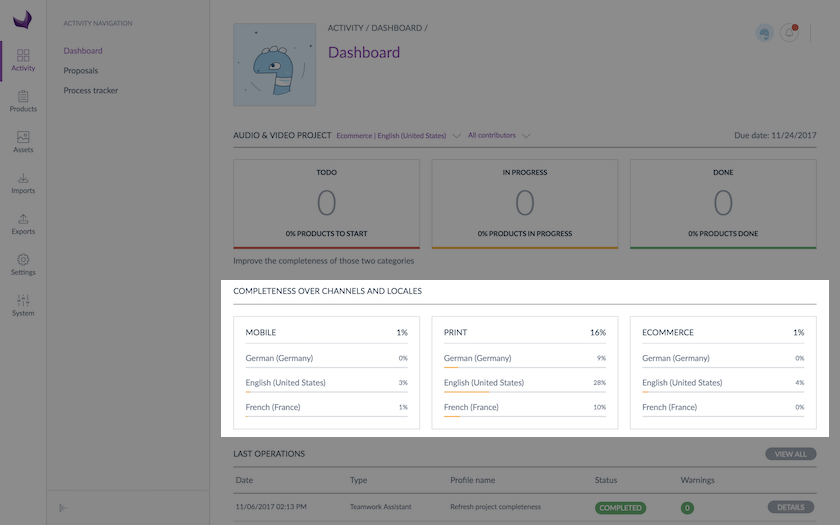 ACTIVITY NAVIGATION
Dashboard
Proposals
Process tracker
Activity
Products
Assets
Imports
Exports
Settings
System
ACTIVITY / DASHBOARD /
Dashboard
AUDIO & VIDEO PROJECT Ecommerce | English (United States) All contributors Due date: 11/24/2017
TODO IN PROGRESS DONE
0 0 0
0% PRODUCTS TO START 0% PRODUCTS IN PROGRESS 0% PRODUCTS DONE
Improve the completeness of those two categories
COMPLETENESS OVER CHANNELS AND LOCALES
MOBILE 1% PRINT 16% ECOMMERCE 1%
German (Germany) 0% German (Germany) 9% German (Germany) 0%
English (United States) 3% English (United States) 28% English (United States) 4%
French (France) 1% French (France) 10% French (France) 0%
LAST OPERATIONS VIEW ALL
Date Type Profile name Status Warnings
11/06/2017 02:13 PM Teamwork Assistant Refresh project completeness COMPLETED 0 DETAILS